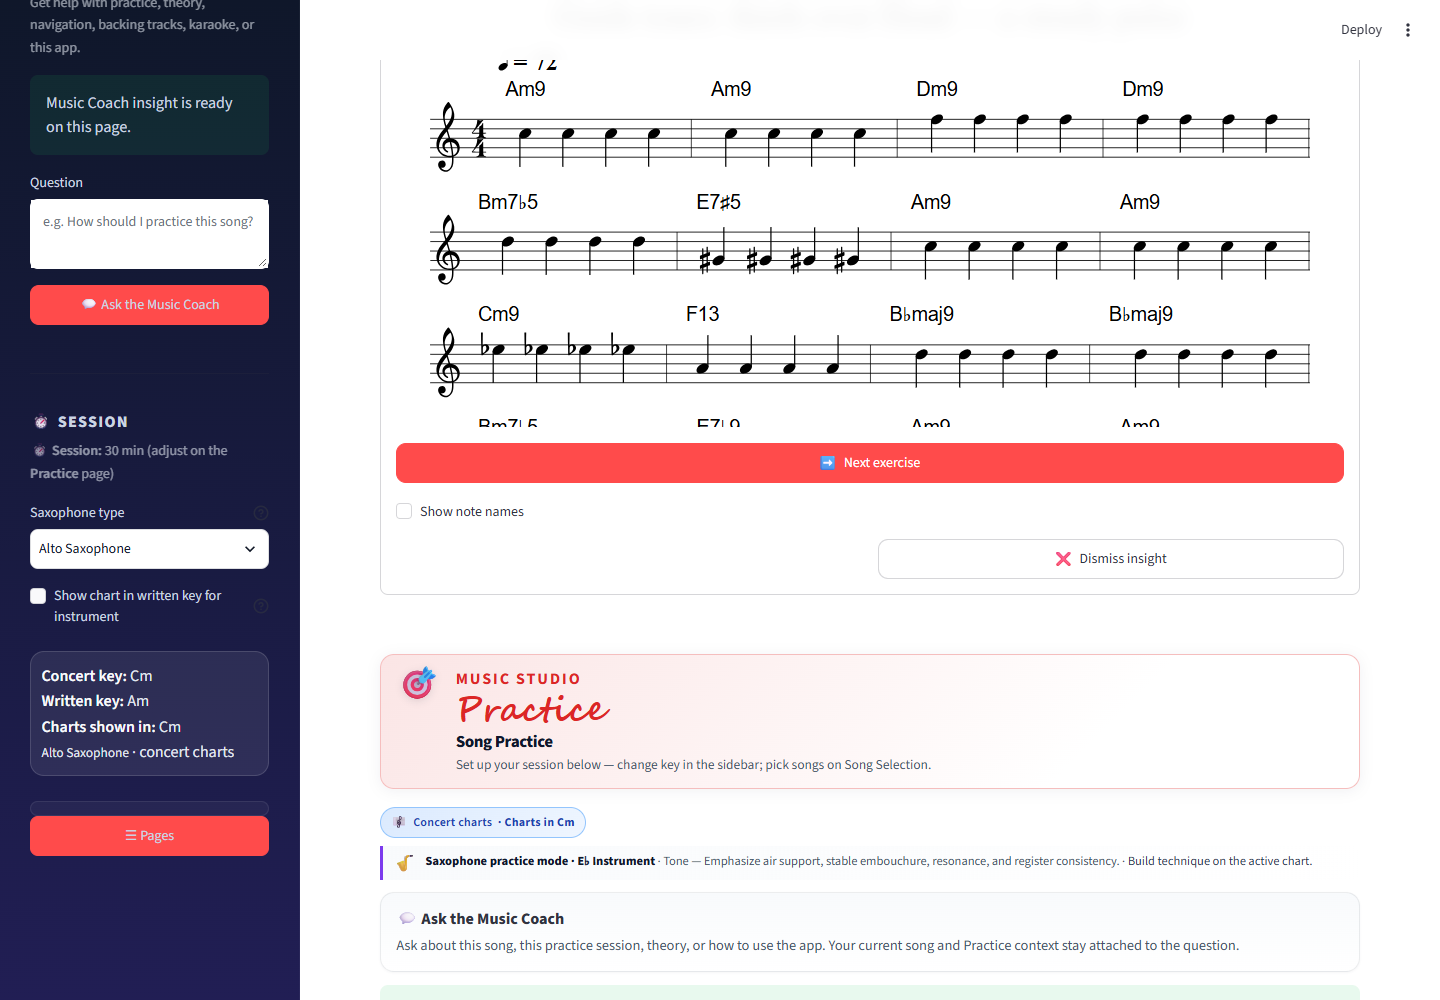 Get help with practice, theory,
navigation, backing tracks, karaoke, or
this app.
Music Coach insight is ready
on this page.
Question
e.g. How should I practice this song?
💬 Ask the Music Coach
SESSION
Session: 30 min (adjust on the
Practice page)
Saxophone type
Alto Saxophone
Show chart in written key for
instrument
Concert key: Cm
Written key: Am
Charts shown in: Cm
Alto Saxophone · concert charts
☰ Pages
Deploy
♩ = 72
Am9 Am9 Dm9 Dm9
Bm7♭5 E7♯5 Am9 Am9
Cm9 F13 B♭maj9 B♭maj9
Bm7♭5 E7♭9 Am9 Am9
➡️ Next exercise
Show note names
❌ Dismiss insight
MUSIC STUDIO
Practice
Song Practice
Set up your session below — change key in the sidebar; pick songs on Song Selection.
Concert charts · Charts in Cm
Saxophone practice mode · E♭ Instrument · Tone — Emphasize air support, stable embouchure, resonance, and register consistency. · Build technique on the active chart.
Ask the Music Coach
Ask about this song, this practice session, theory, or how to use the app. Your current song and Practice context stay attached to the question.